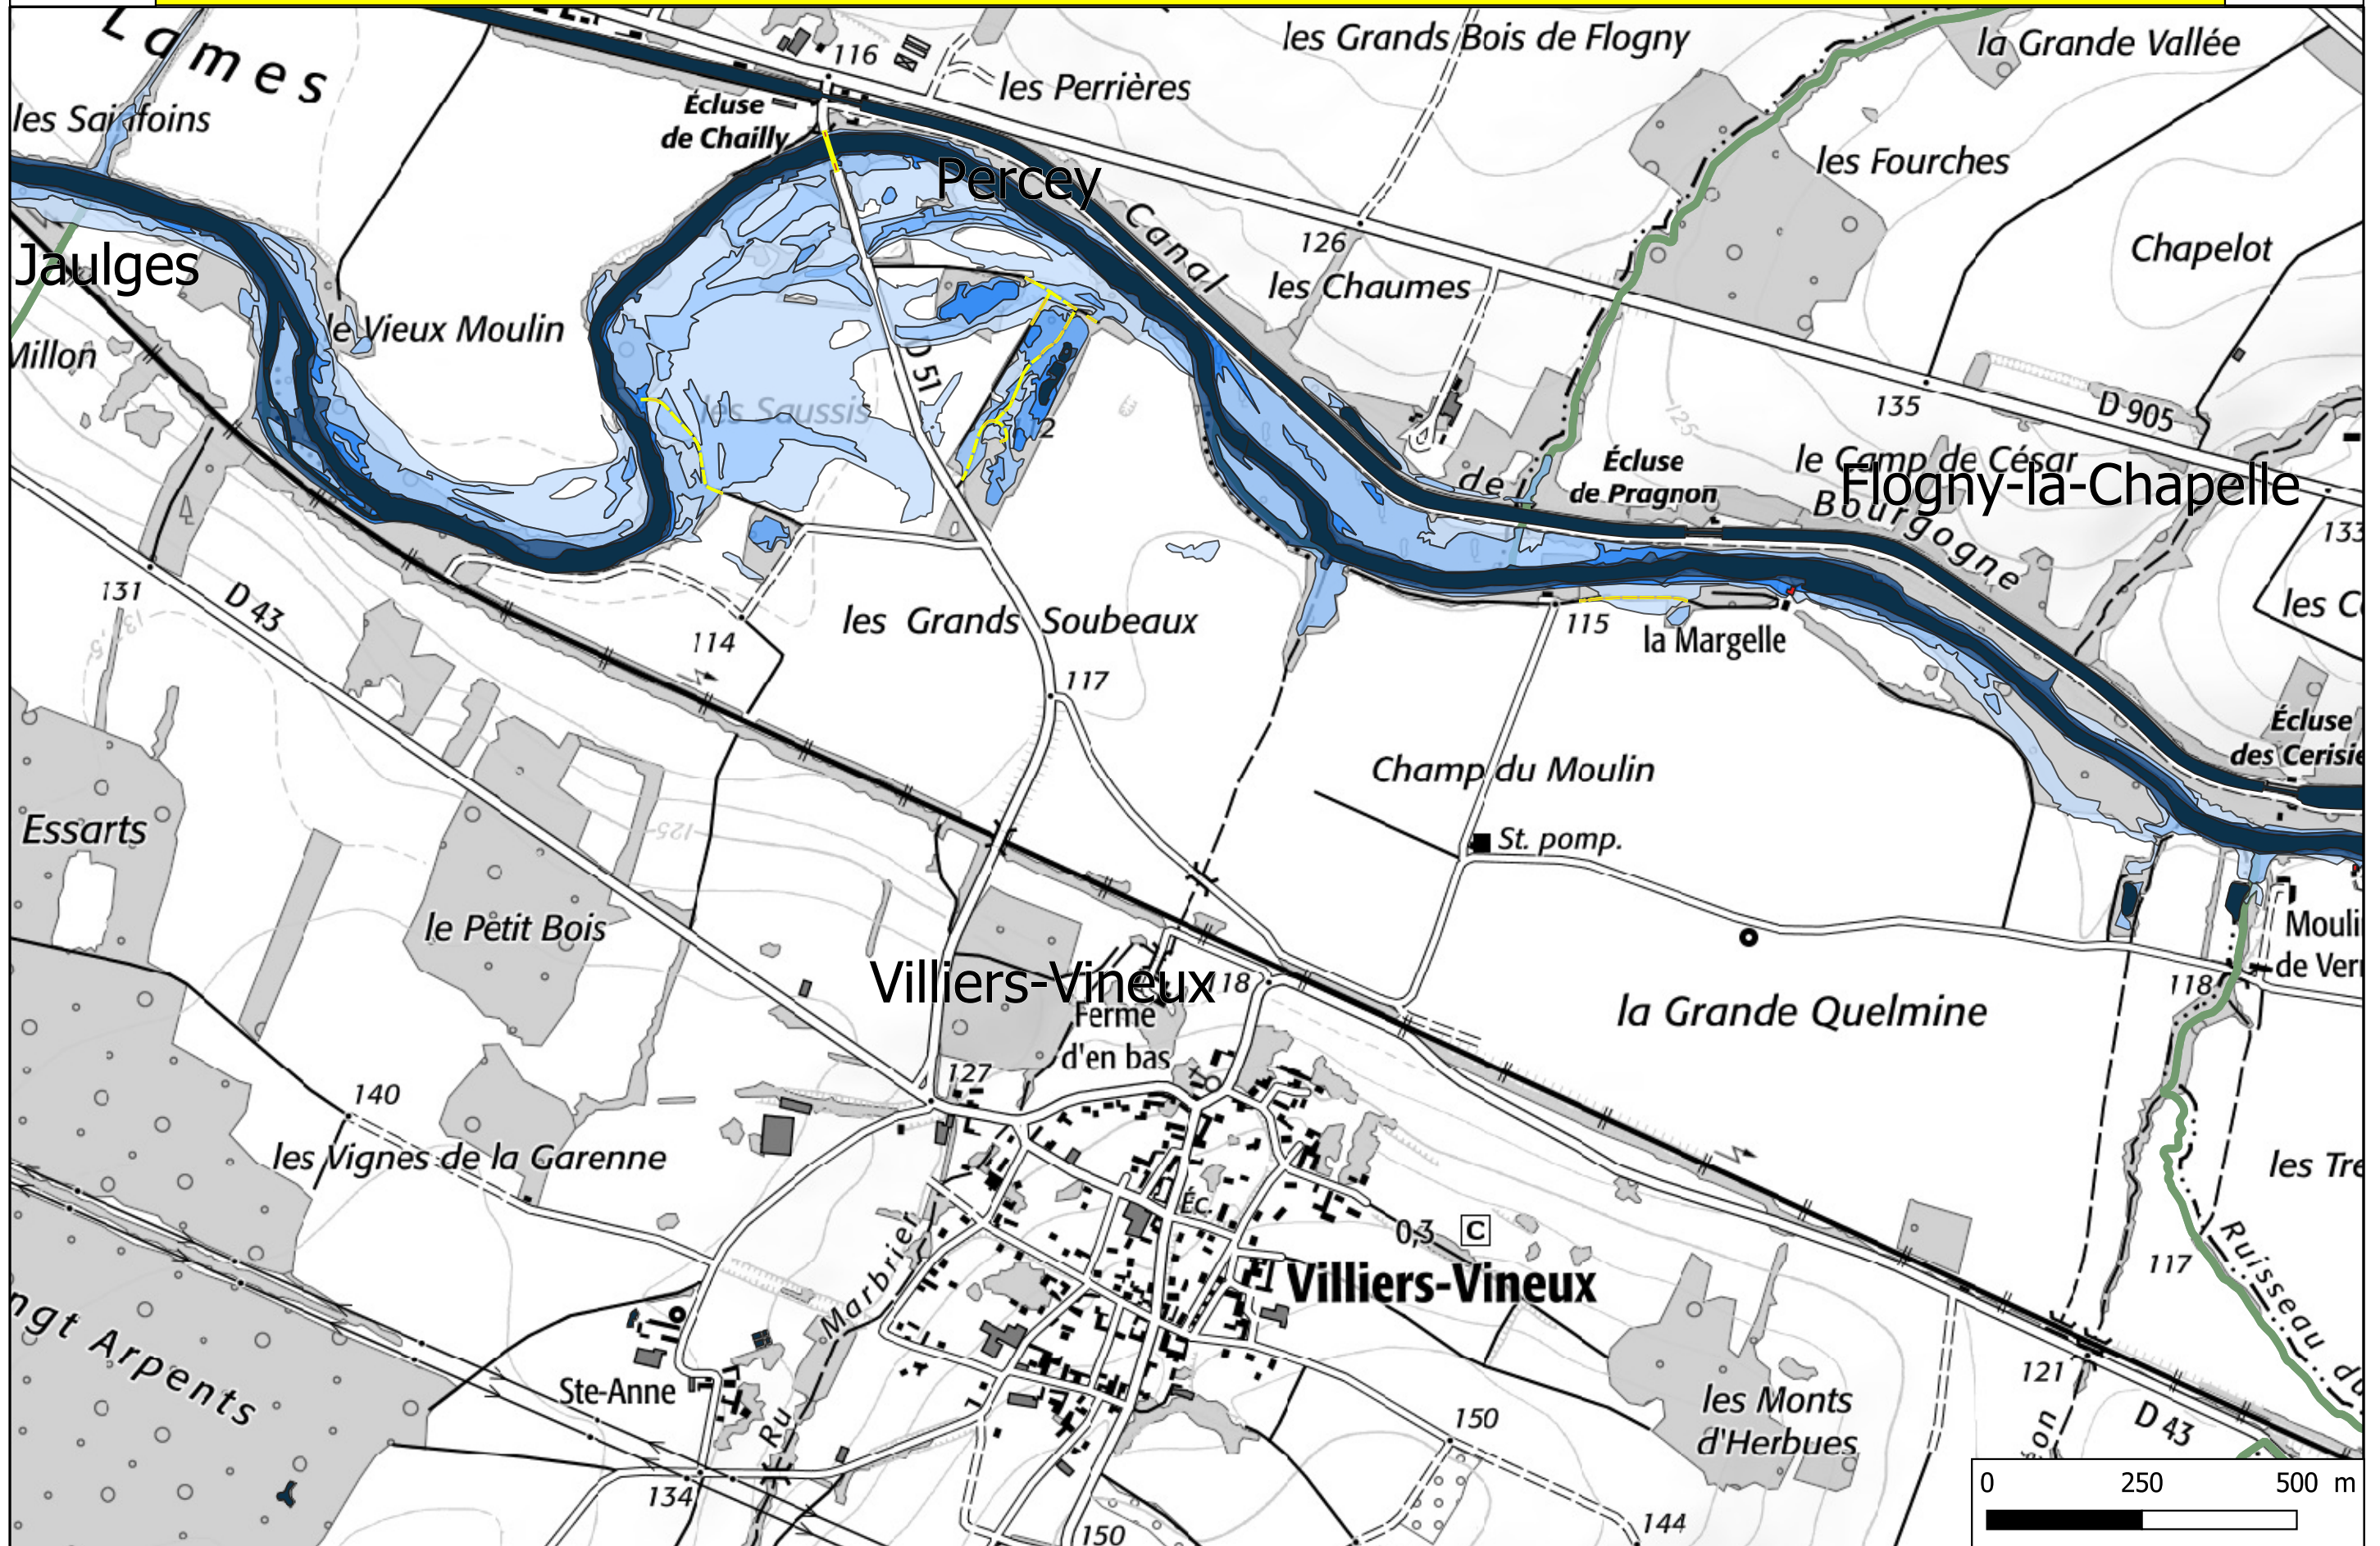 Lames
116
les Grands Bois de Flogny
la Grande Vallée
les Perrières
Écluse
de Chailly
les Sainfoins
Percey
les Fourches
Canal
126
Chapelot
Jaulges
les Chaumes
le Vieux Moulin
Millon
D 51
les Saussis
135
D 905
125
de
Écluse
de Pragnon
le Camp de César
Flogny-la-Chapelle
Bourgogne
133
131
D 43
114
les Grands Soubeaux
115
la Margelle
117
Écluse
des Cerisie
Champ du Moulin
Essarts
125
St. pomp.
le Petit Bois
Villiers-Vineux
118
Ferme
d'en bas
Mouli
de Ver
118
la Grande Quelmine
127
140
les Vignes de la Garenne
les Tre
Éc.
0,3 C
Villiers-Vineux
117
Ruisseau du
Ru Marbrier
ngt Arpents
Ste-Anne
121
les Monts
d'Herbues
150
D 43
134
150
144
0 250 500 m